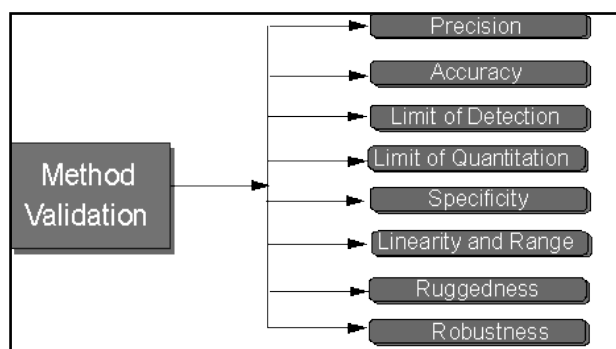 Method
Validation
Precision
Accuracy
Limit of Detection
Limit of Quantitation
Specificity
Linearity and Range
Ruggedness
Robustness